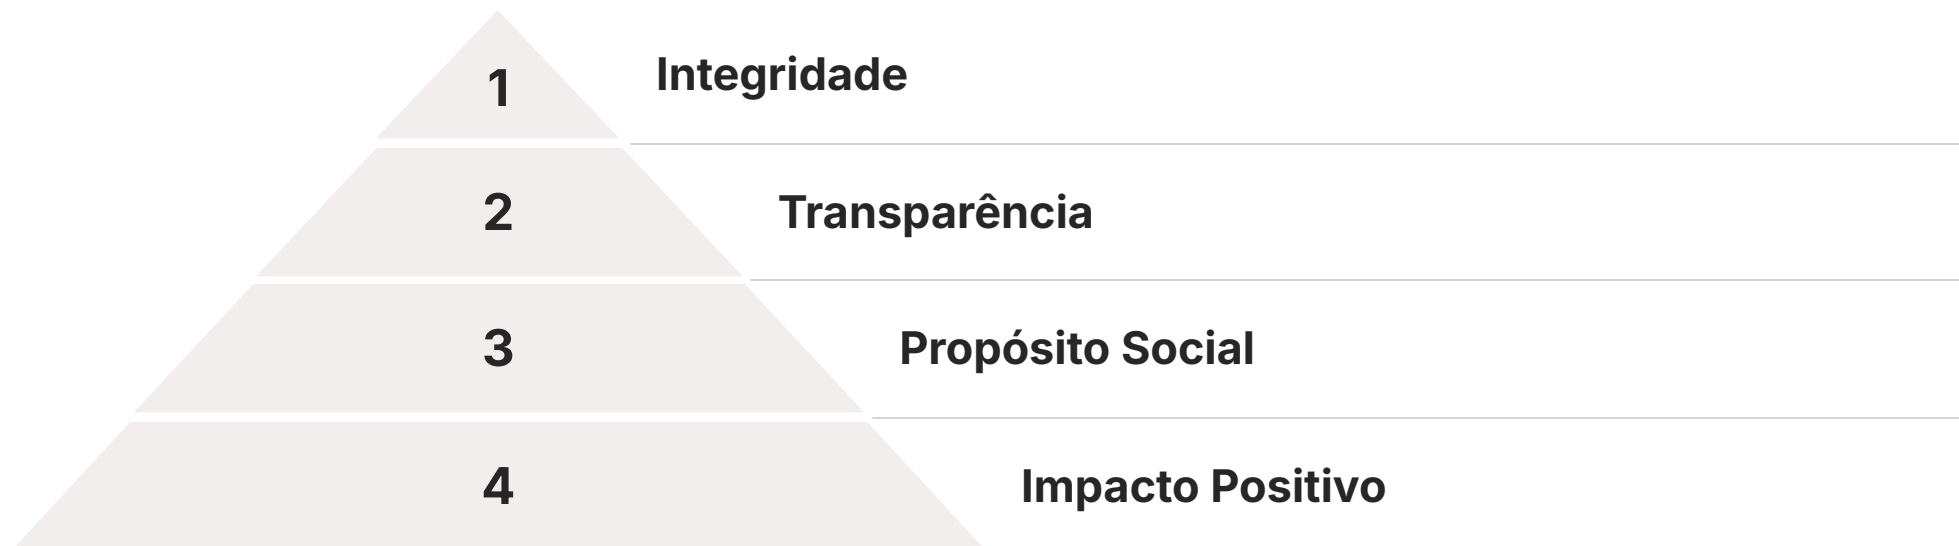 1 Integridade
2 Transparência
3 Propósito Social
4 Impacto Positivo